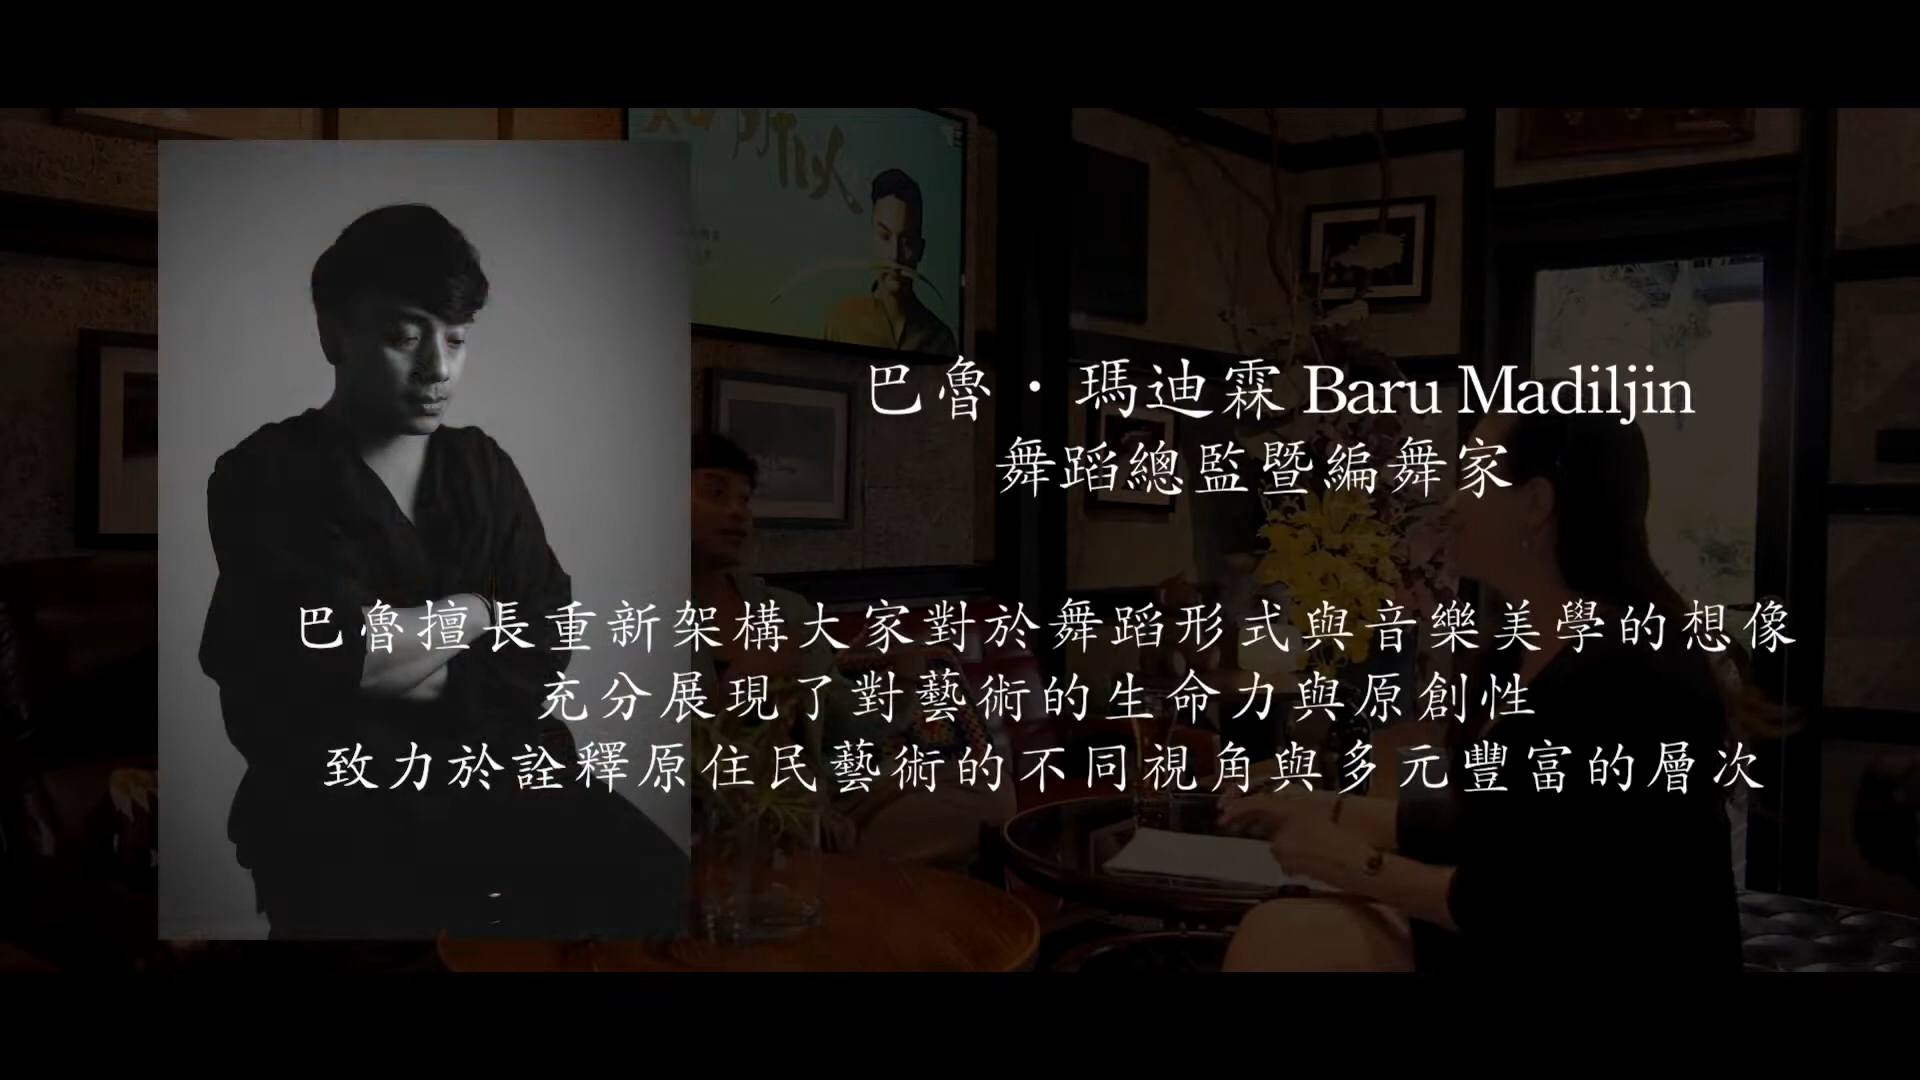 巴魯·瑪迪霖 Baru Madiljin
舞蹈總監暨編舞家
巴魯擅長重新架構大家對於舞蹈形式與音樂美學的想像
充分展現了對藝術的生命力與原創性
致力於詮釋原住民藝術的不同視角與多元豐富的層次